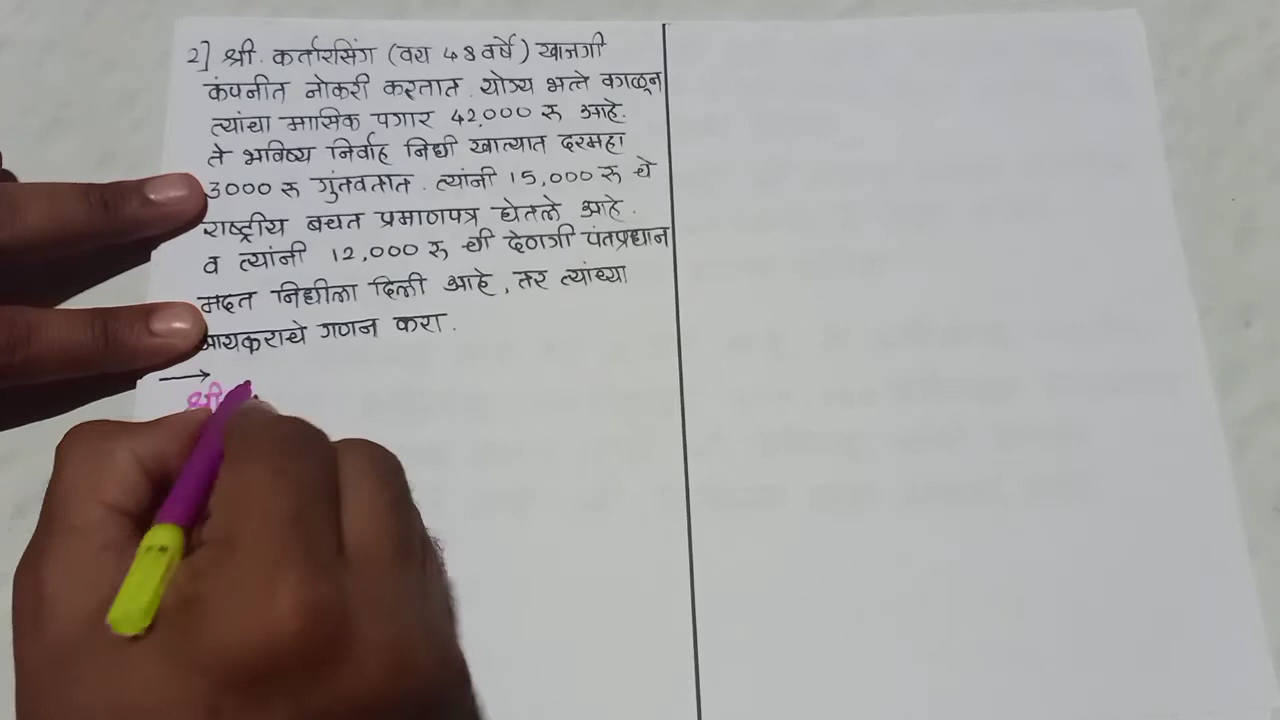 2] श्री. कर्तारसिंग (वय 48 वर्षे) खाजगी
कंपनीत नोकरी करतात. योग्य भत्ते वगळून
त्यांचा मासिक पगार 42,000 रु आहे.
ते भविष्य निर्वाह निधी खात्यात दरमहा
3000 रु गुंतवतात. त्यांनी 15,000 रु चे
राष्ट्रीय बचत प्रमाणपत्र घेतले आहे.
व त्यांनी 12,000 रु ची देणगी पंतप्रधान
मदत निधीला दिली आहे, तर त्यांच्या
आयकराचे गणन करा.
→
श्री